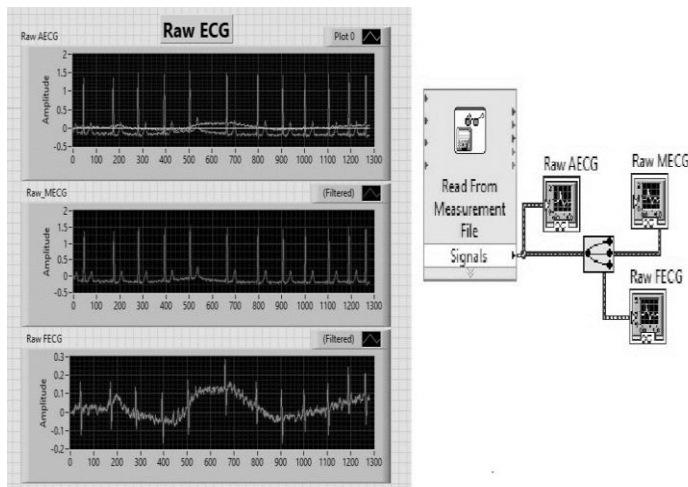 Raw ECG
Raw AECG
Plot 0
Amplitude
2
1.5
1
0.5
0
-0.5
0 100 200 300 400 500 600 700 800 900 1000 1100 1200 1300
Raw_MECG
(Filtered)
Amplitude
2
1.5
1
0.5
0
-0.5
0 100 200 300 400 500 600 700 800 900 1000 1100 1200 1300
Raw FECG
(Filtered)
Amplitude
0.3
0.2
0.1
0
-0.1
-0.2
0 100 200 300 400 500 600 700 800 900 1000 1100 1200 1300
Read From
Measurement
File
Signals
Raw AECG
Raw MECG
Raw FECG